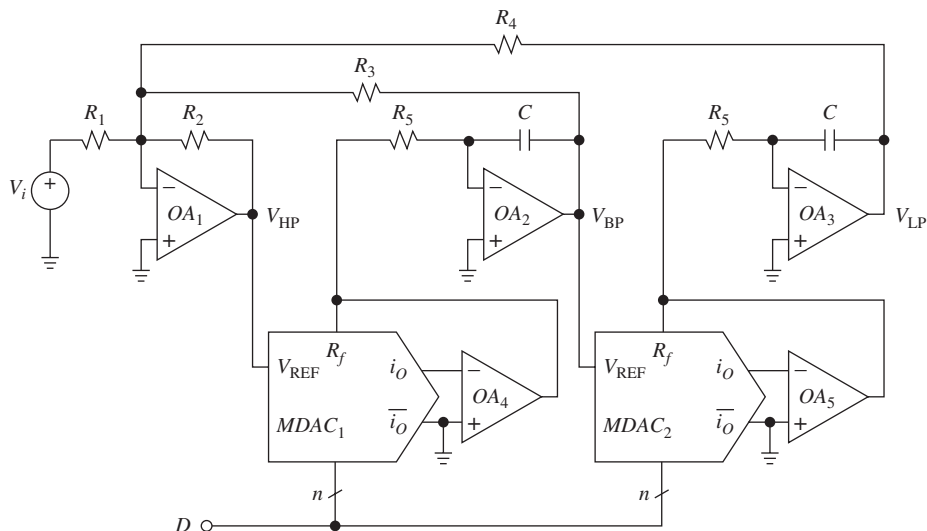 R4
R3
R1
R2
R5
C
R5
C
Vi
+
−
OA1
+
VHP
−
OA2
+
VBP
−
OA3
+
VLP
Rf
VREF
iO
−
OA4
MDAC1
iO
+
Rf
VREF
iO
−
OA5
MDAC2
iO
+
n
n
D